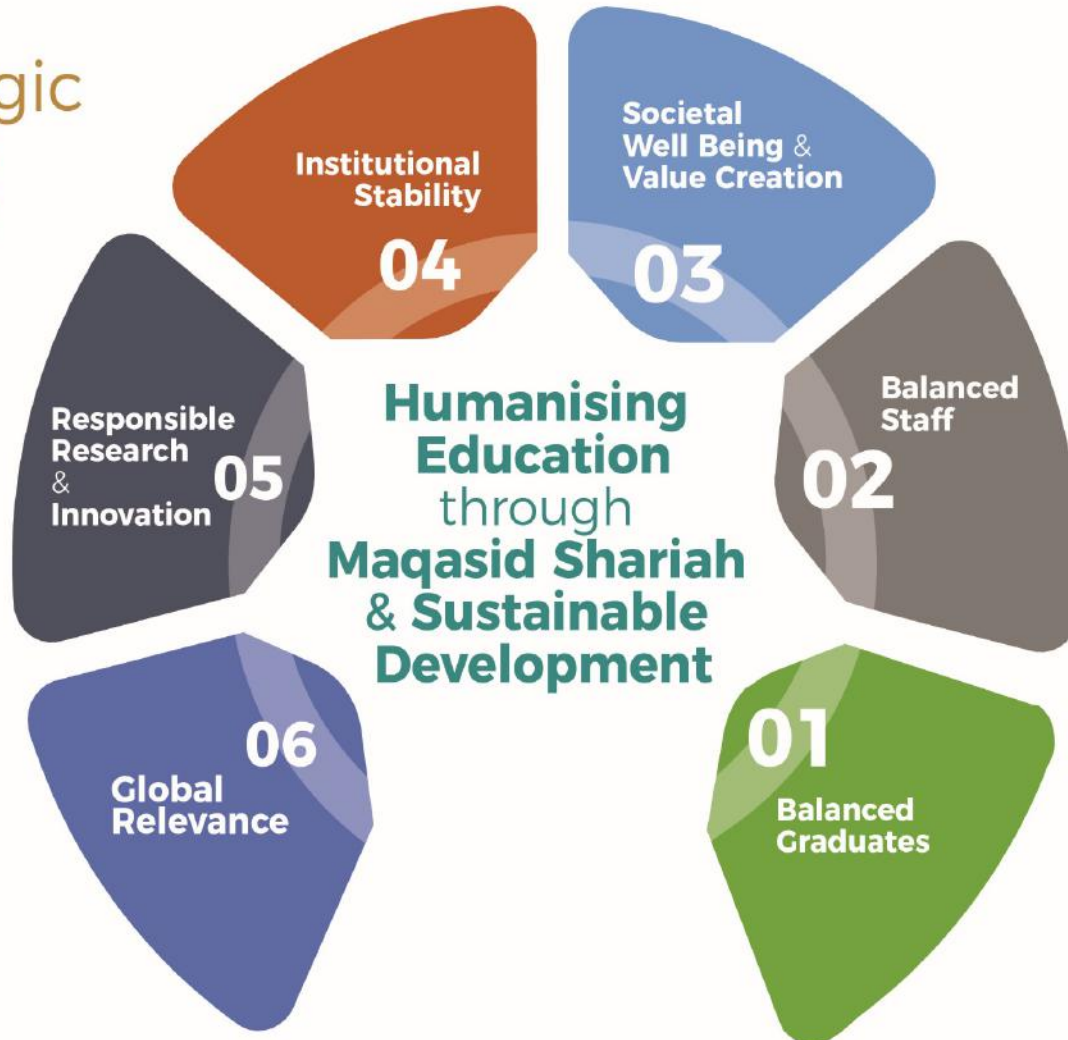 gic
Institutional
Stability
04
Societal
Well Being &
Value Creation
03
Balanced
Staff
02
Responsible
Research
&
Innovation
05
Humanising
Education
through
Maqasid Shariah
& Sustainable
Development
06
Global
Relevance
01
Balanced
Graduates